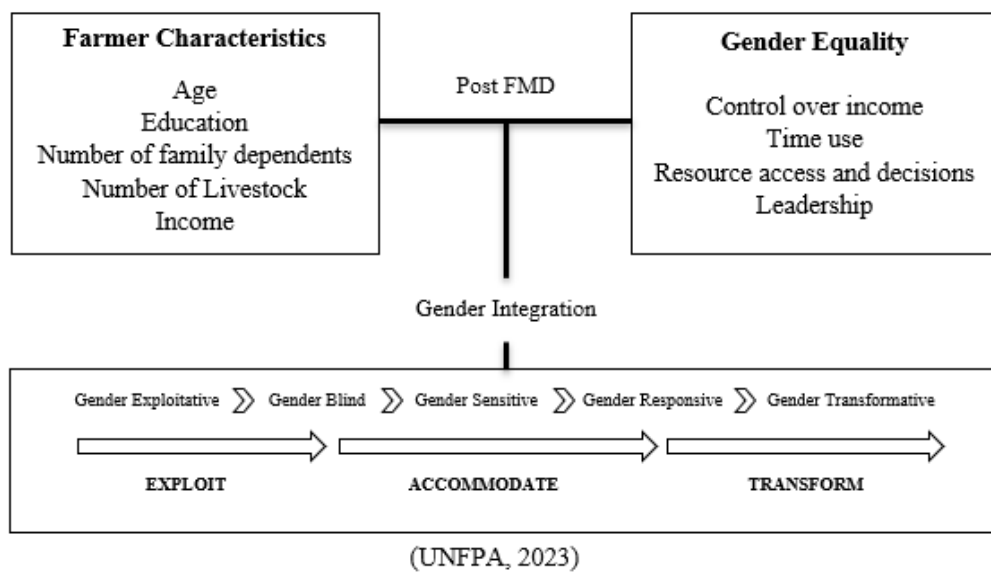 Farmer Characteristics
Age
Education
Number of family dependents
Number of Livestock
Income
Post FMD
Gender Equality
Control over income
Time use
Resource access and decisions
Leadership
Gender Integration
Gender Exploitative
Gender Blind
Gender Sensitive
Gender Responsive
Gender Transformative
EXPLOIT
ACCOMMODATE
TRANSFORM
(UNFPA, 2023)